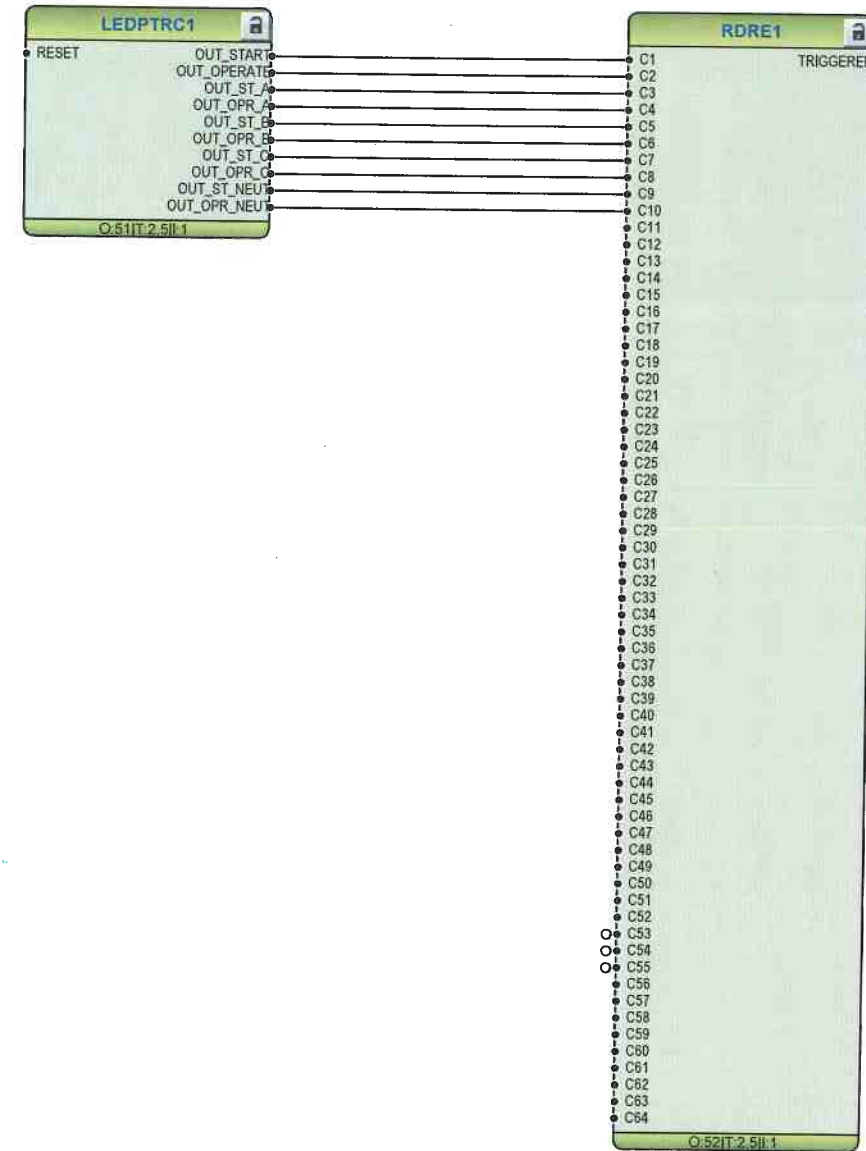 LEDPTRC1
RESET
OUT_START
OUT_OPERATE
OUT_ST_A
OUT_OPR_A
OUT_ST_B
OUT_OPR_B
OUT_ST_C
OUT_OPR_C
OUT_ST_NEUT
OUT_OPR_NEUT
O:51|T:2.5|I:1
RDRE1
C1
TRIGGERED
C2
C3
C4
C5
C6
C7
C8
C9
C10
C11
C12
C13
C14
C15
C16
C17
C18
C19
C20
C21
C22
C23
C24
C25
C26
C27
C28
C29
C30
C31
C32
C33
C34
C35
C36
C37
C38
C39
C40
C41
C42
C43
C44
C45
C46
C47
C48
C49
C50
C51
C52
C53
C54
C55
C56
C57
C58
C59
C60
C61
C62
C63
C64
O:52|T:2.5|I:1